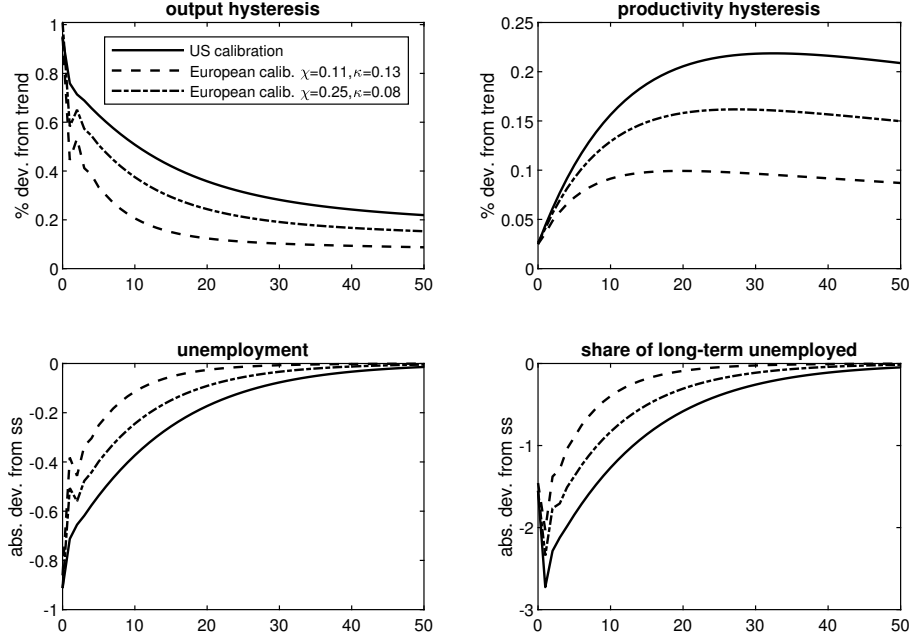 output hysteresis
% dev. from trend
1
0.8
0.6
0.4
0.2
0
0 10 20 30 40 50
US calibration
European calib. χ=0.11,κ=0.13
European calib. χ=0.25,κ=0.08
productivity hysteresis
% dev. from trend
0.25
0.20
0.15
0.10
0.05
0
0 10 20 30 40 50
unemployment
abs. dev. from ss
0
-0.2
-0.4
-0.6
-0.8
-1
0 10 20 30 40 50
share of long-term unemployed
abs. dev. from ss
0
-1
-2
-3
0 10 20 30 40 50